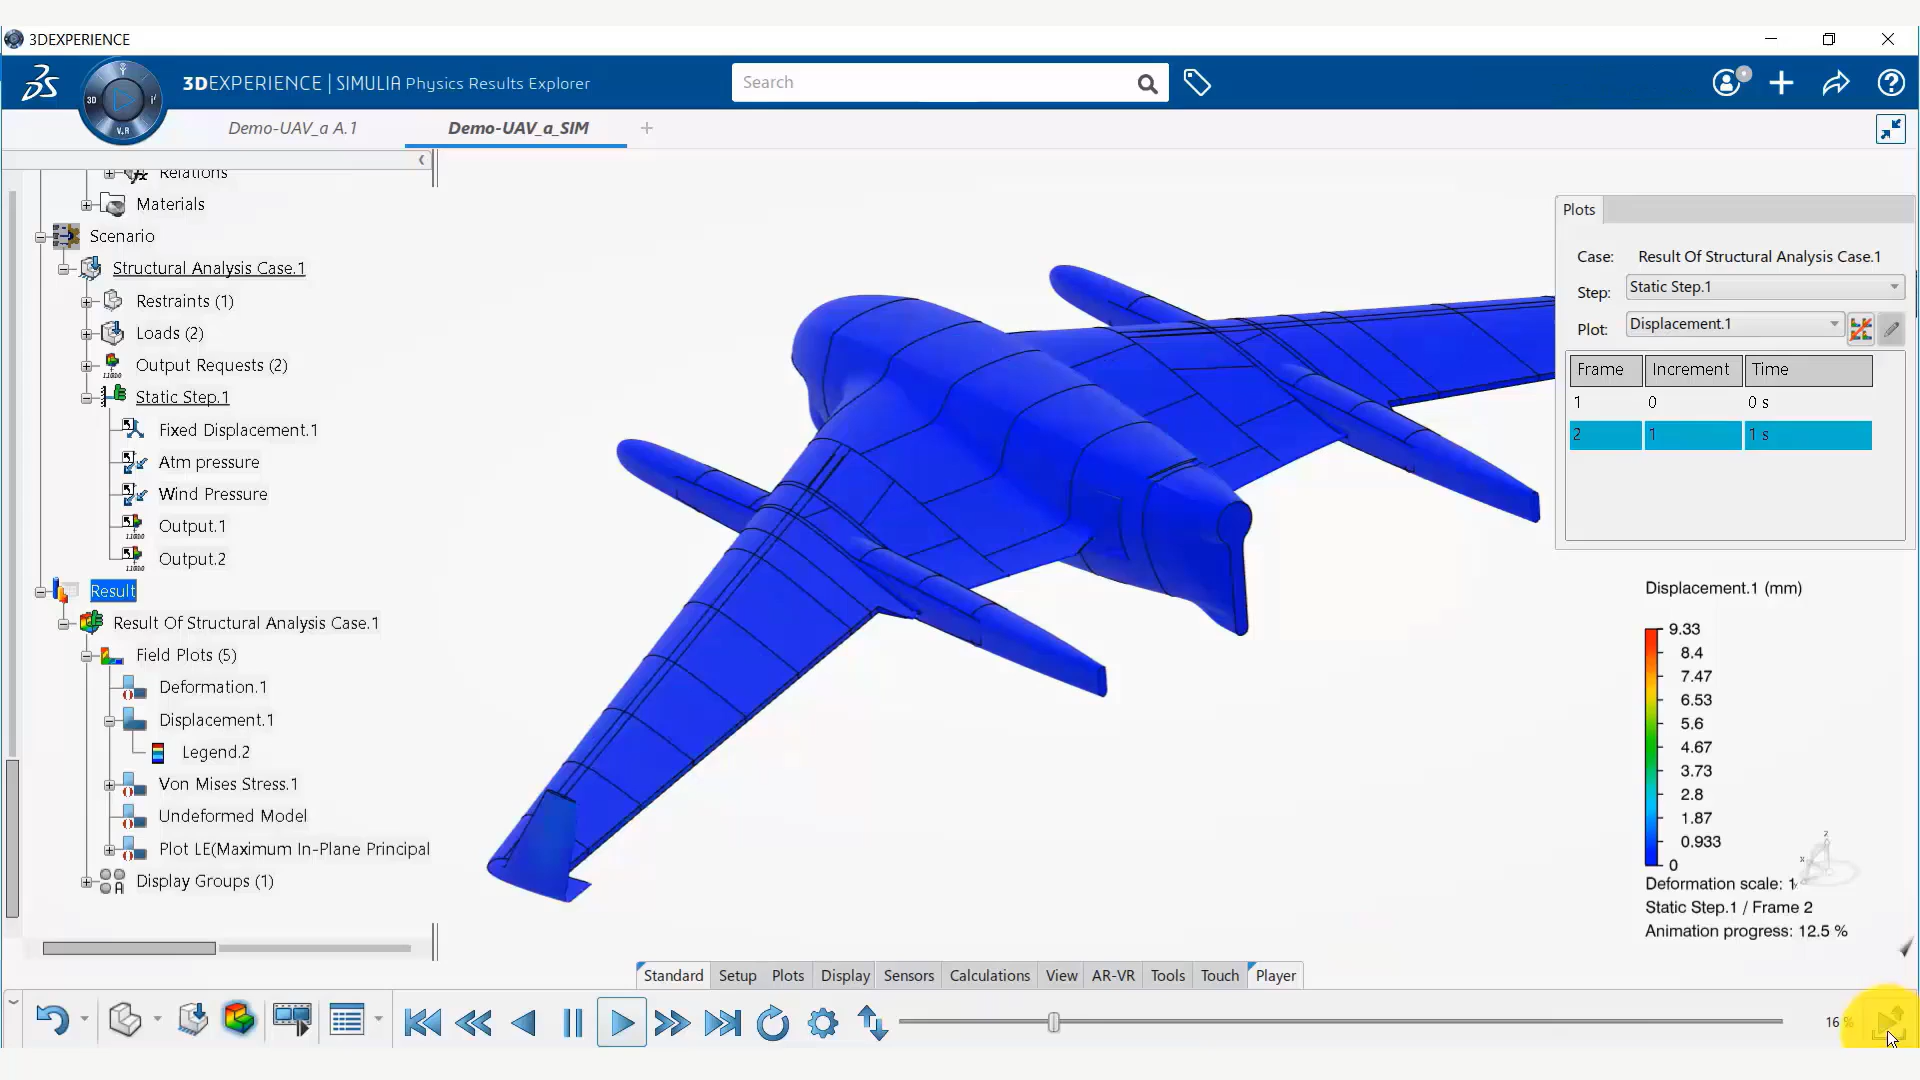 3DEXPERIENCE
3DEXPERIENCE | SIMULIA Physics Results Explorer
Search
3D
V.R
Demo-UAV_a A.1
Demo-UAV_a_SIM
Relations
Materials
Scenario
Structural Analysis Case.1
Restraints (1)
Loads (2)
Output Requests (2)
Static Step.1
Fixed Displacement.1
Atm pressure
Wind Pressure
Output.1
Output.2
Result
Result Of Structural Analysis Case.1
Field Plots (5)
Deformation.1
Displacement.1
Legend.2
Von Mises Stress.1
Undeformed Model
Plot LE(Maximum In-Plane Principal
Display Groups (1)
Plots
Case: Result Of Structural Analysis Case.1
Step: Static Step.1
Plot: Displacement.1
Frame Increment Time
1 0 0 s
2 1 1 s
Displacement.1 (mm)
9.33
8.4
7.47
6.53
5.6
4.67
3.73
2.8
1.87
0.933
0
Deformation scale: 1
Static Step.1 / Frame 2
Animation progress: 12.5 %
Standard Setup Plots Display Sensors Calculations View AR-VR Tools Touch Player
16 %